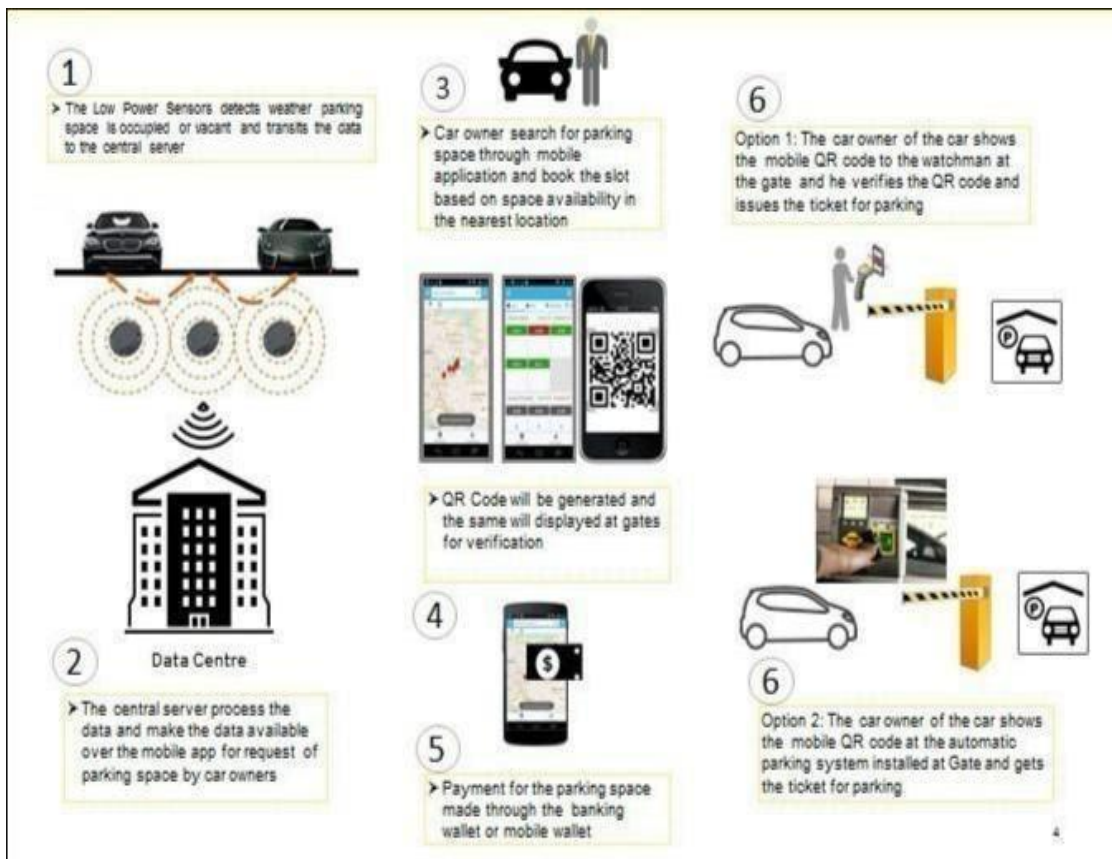 1
➤ The Low Power Sensors detects weather parking
space is occupied or vacant and transits the data
to the central server
Data Centre
2
➤ The central server process the
data and make the data available
over the mobile app for request of
parking space by car owners
3
➤ Car owner search for parking
space through mobile
application and book the slot
based on space availability in
the nearest location
➤ QR Code will be generated and
the same will displayed at gates
for verification
4
$
5
➤ Payment for the parking space
made through the banking
wallet or mobile wallet
6
Option 1: The car owner of the car shows
the mobile QR code to the watchman at
the gate and he verifies the QR code and
issues the ticket for parking
P
P
6
Option 2: The car owner of the car shows
the mobile QR code at the automatic
parking system installed at Gate and gets
the ticket for parking.
4